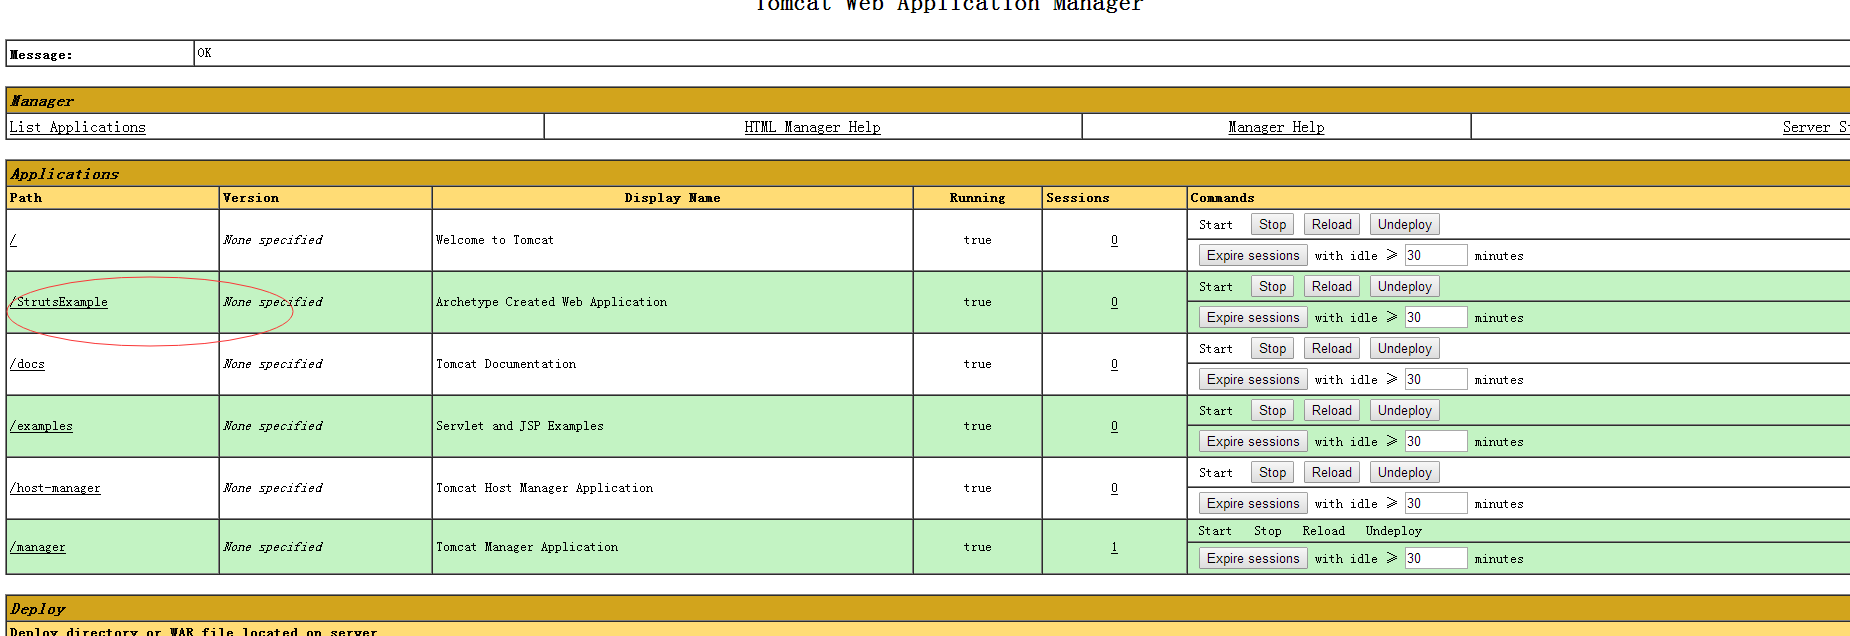 Tomcat Web Application Manager
Message: OK
Manager
List Applications HTML Manager Help Manager Help Server S
Applications
Path Version Display Name Running Sessions Commands
/ None specified Welcome to Tomcat true 0 Start Stop Reload Undeploy
Expire sessions with idle ≥ 30 minutes
/StrutsExample None specified Archetype Created Web Application true 0 Start Stop Reload Undeploy
Expire sessions with idle ≥ 30 minutes
/docs None specified Tomcat Documentation true 0 Start Stop Reload Undeploy
Expire sessions with idle ≥ 30 minutes
/examples None specified Servlet and JSP Examples true 0 Start Stop Reload Undeploy
Expire sessions with idle ≥ 30 minutes
/host-manager None specified Tomcat Host Manager Application true 0 Start Stop Reload Undeploy
Expire sessions with idle ≥ 30 minutes
/manager None specified Tomcat Manager Application true 1 Start Stop Reload Undeploy
Expire sessions with idle ≥ 30 minutes
Deploy
Deploy directory or WAR file located on server